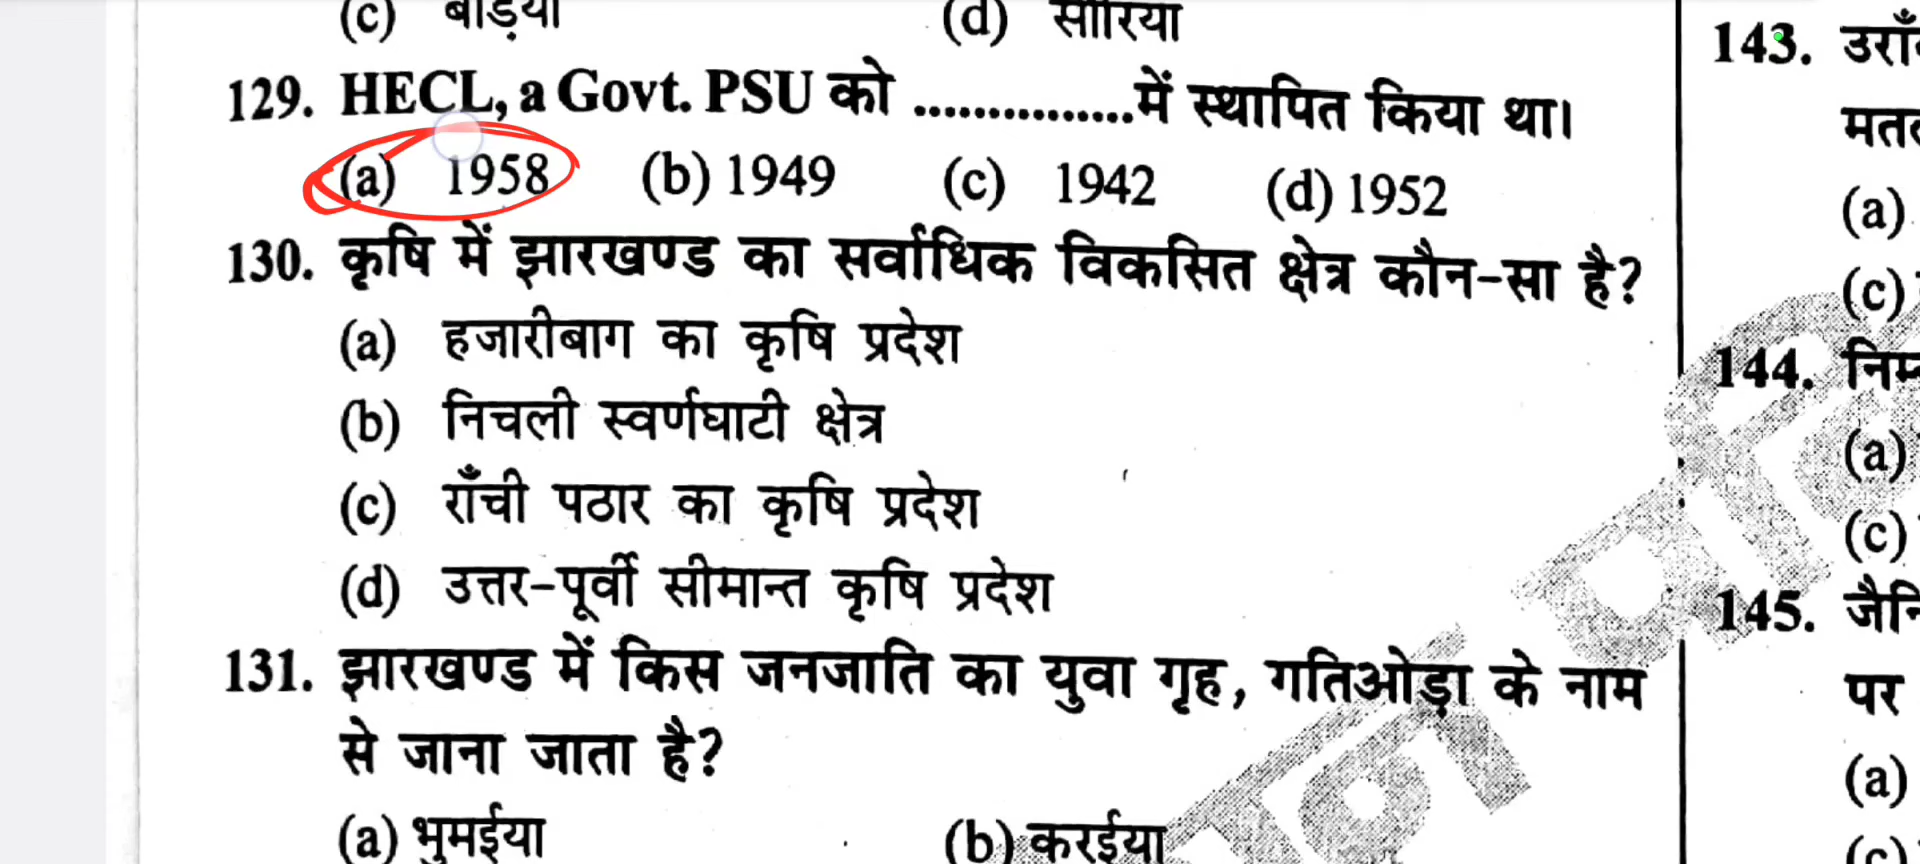 (c) बाड़या (d) सोरिया
129. HECL, a Govt. PSU को ...............में स्थापित किया था।
(a) 1958 (b) 1949 (c) 1942 (d) 1952
130. कृषि में झारखण्ड का सर्वाधिक विकसित क्षेत्र कौन-सा है?
(a) हजारीबाग का कृषि प्रदेश
(b) निचली स्वर्णघाटी क्षेत्र
(c) राँची पठार का कृषि प्रदेश
(d) उत्तर-पूर्वी सीमान्त कृषि प्रदेश
131. झारखण्ड में किस जनजाति का युवा गृह, गतिओड़ा के नाम
से जाना जाता है?
(a) भुमईया (b) करईया
143.
(a)
(c)
144.
(a)
(c)
145.
पर
(a)